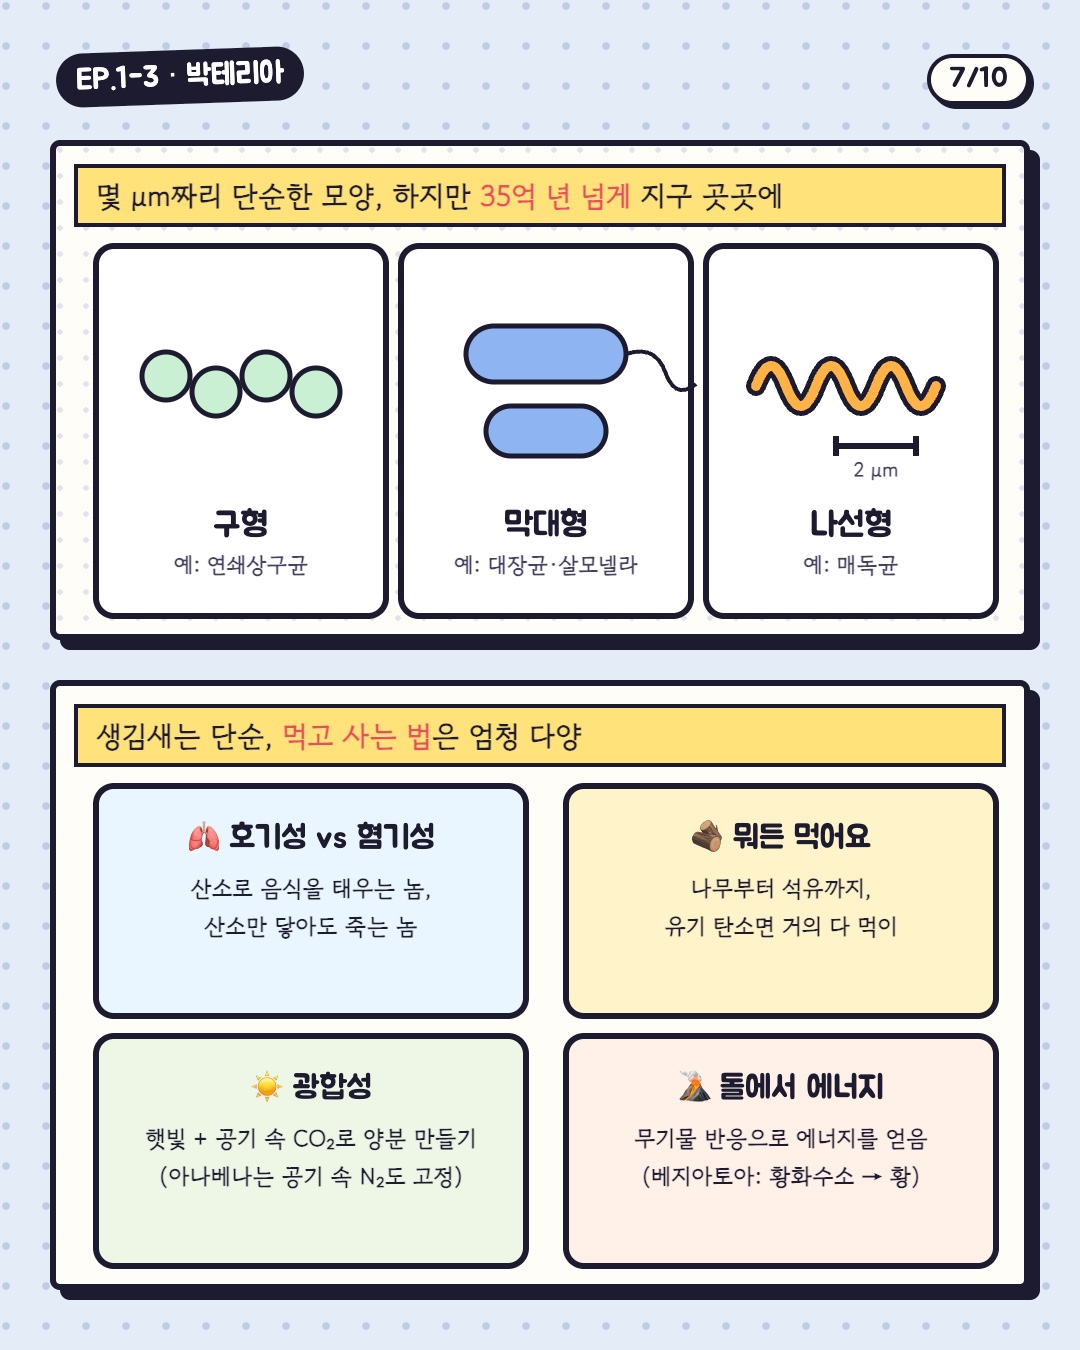 EP.1-3 · 박테리아
7/10
몇 μm짜리 단순한 모양, 하지만 35억 년 넘게 지구 곳곳에
2 μm
구형
예: 연쇄상구균
막대형
예: 대장균·살모넬라
나선형
예: 매독균
생김새는 단순, 먹고 사는 법은 엄청 다양
호기성 vs 혐기성
산소로 음식을 태우는 놈,
산소만 닿아도 죽는 놈
뭐든 먹어요
나무부터 석유까지,
유기 탄소면 거의 다 먹이
광합성
햇빛 + 공기 속 CO₂로 양분 만들기
(아나베나는 공기 속 N₂도 고정)
돌에서 에너지
무기물 반응으로 에너지를 얻음
(베지아토아: 황화수소 → 황)